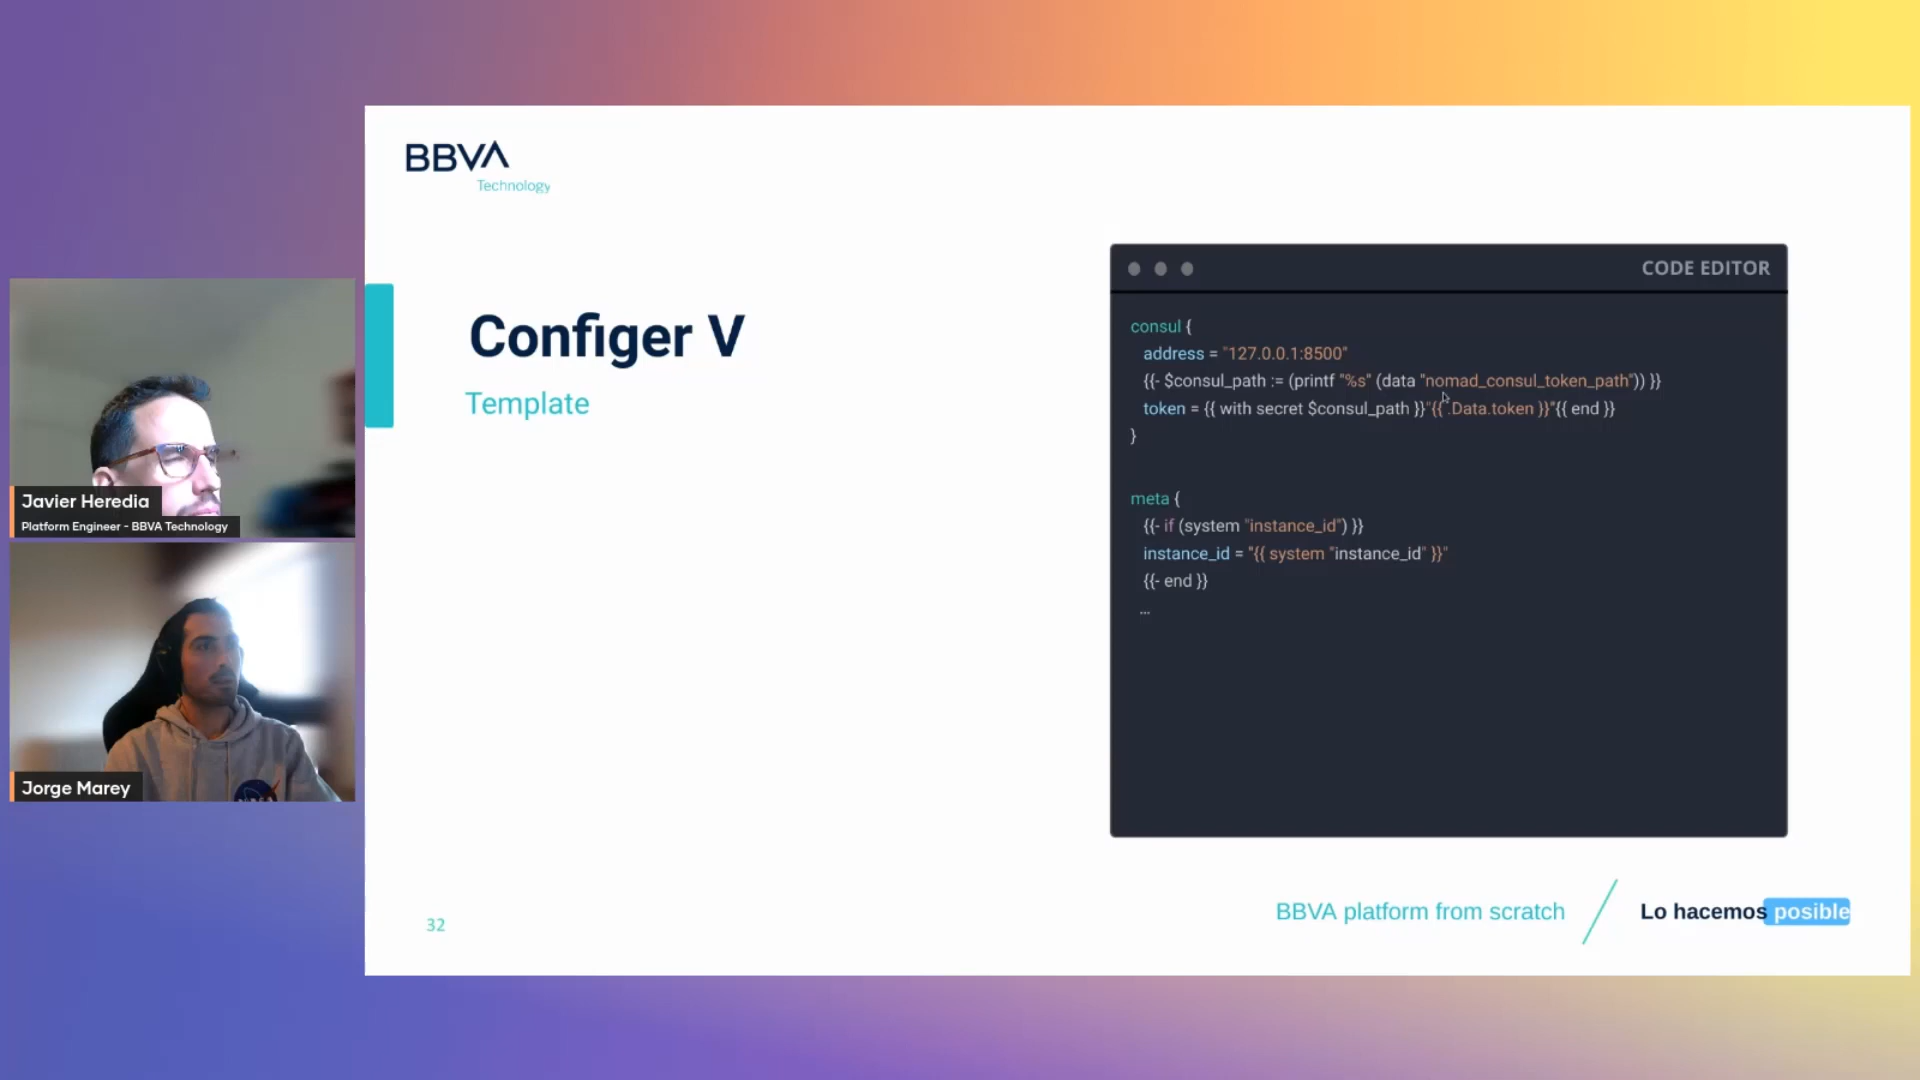 BBVA
Technology
Configer V
Template
CODE EDITOR
consul {
address = "127.0.0.1:8500"
{{- $consul_path := (printf "%s" (data "nomad_consul_token_path")) }}
token = {{ with secret $consul_path }}"{{ .Data.token }}"{{ end }}
}
meta {
{{- if (system "instance_id") }}
instance_id = "{{ system "instance_id" }}"
{{- end }}
...
Javier Heredia
Platform Engineer - BBVA Technology
Jorge Marey
32
BBVA platform from scratch
Lo hacemos posible